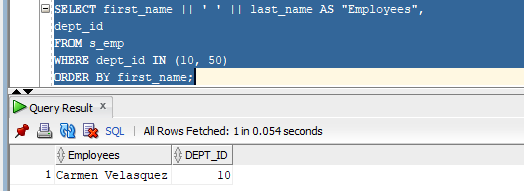 SELECT first_name || ' ' || last_name AS "Employees",
dept_id
FROM s_emp
WHERE dept_id IN (10, 50)
ORDER BY first_name;
Query Result x
SQL | All Rows Fetched: 1 in 0.054 seconds
Employees DEPT_ID
1 Carmen Velasquez 10